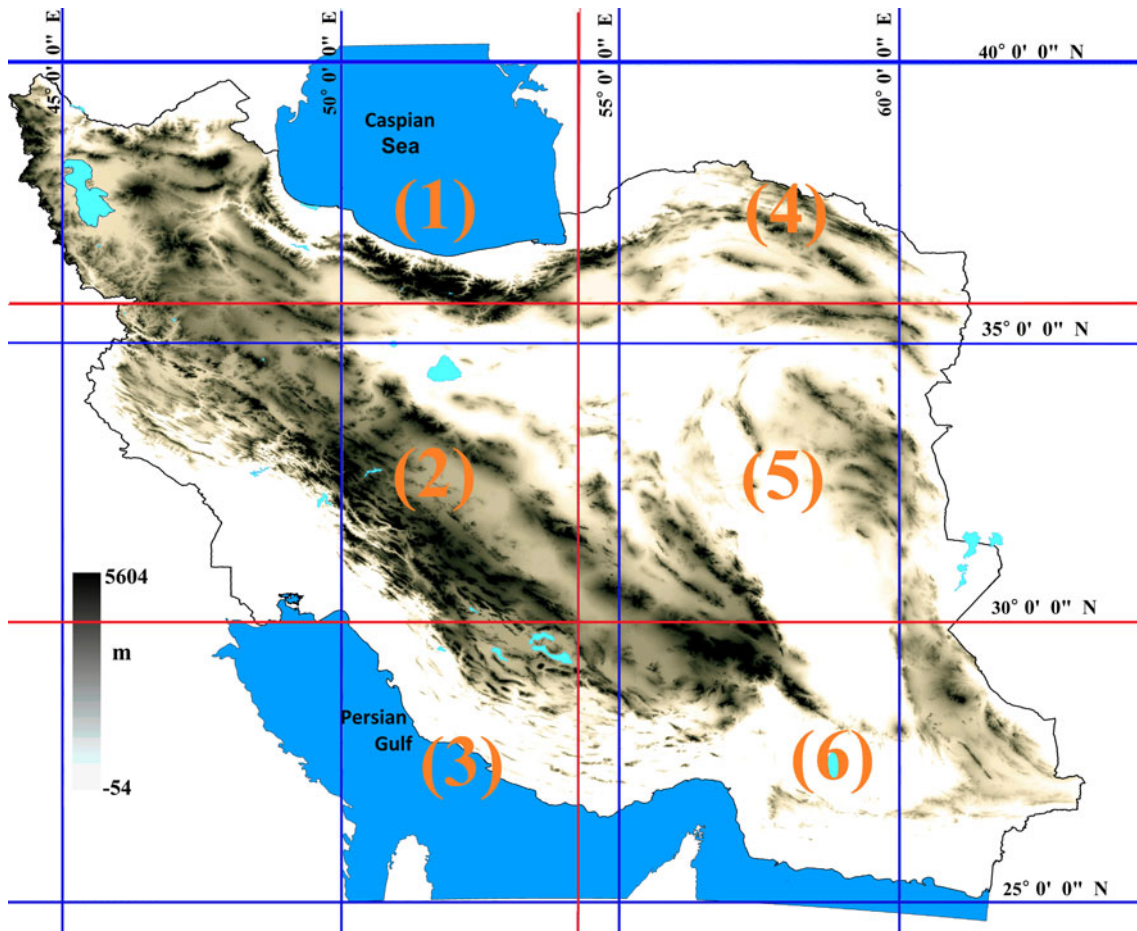 45° 0' 0" E
50° 0' 0" E
55° 0' 0" E
60° 0' 0" E
40° 0' 0" N
Caspian
Sea
(1)
(4)
35° 0' 0" N
(2)
(5)
5604
m
-54
30° 0' 0" N
Persian
Gulf
(3)
(6)
25° 0' 0" N